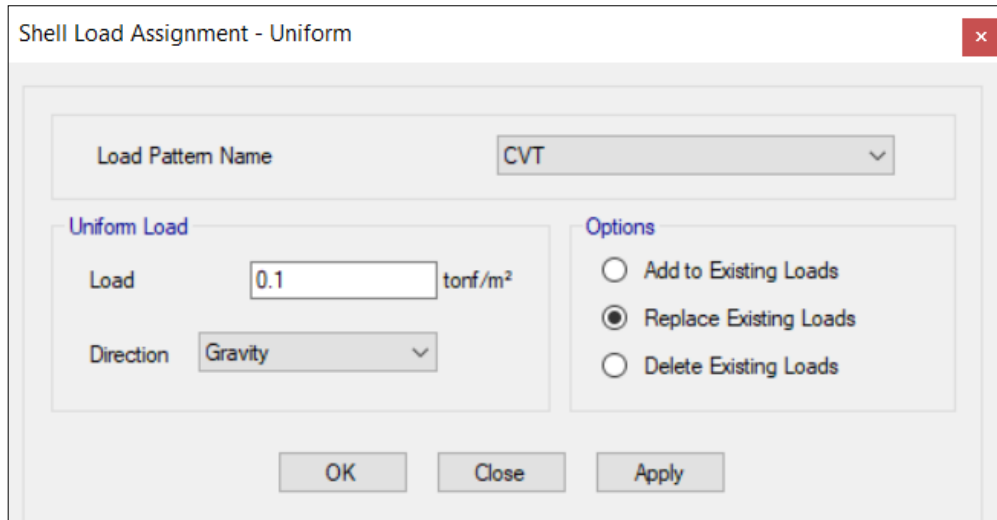 Shell Load Assignment - Uniform
x
Load Pattern Name CVT
Uniform Load
Load 0.1 tonf/m²
Direction Gravity
Options
Add to Existing Loads
Replace Existing Loads
Delete Existing Loads
OK Close Apply